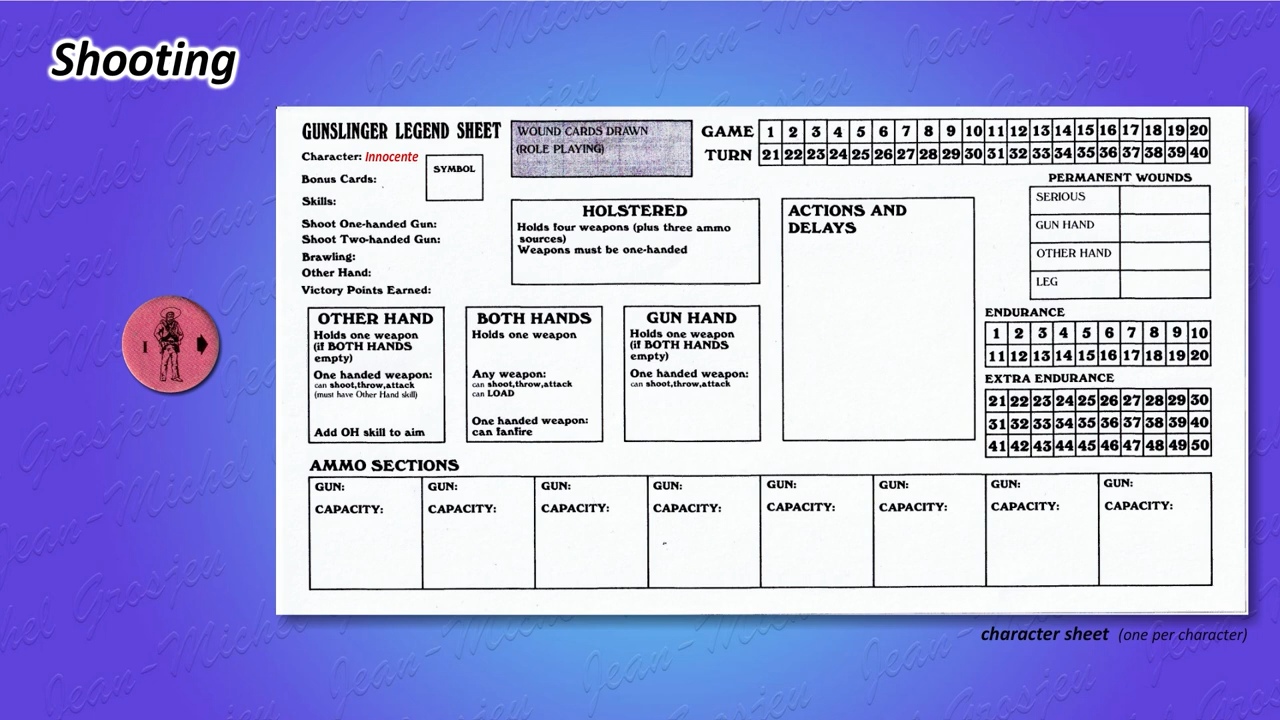 Shooting
GUNSLINGER LEGEND SHEET
Character: Innocente
Bonus Cards:
Skills:
SYMBOL
Shoot One-handed Gun:
Shoot Two-handed Gun:
Brawling:
Other Hand:
Victory Points Earned:
WOUND CARDS DRAWN
(ROLE PLAYING)
GAME 1 2 3 4 5 6 7 8 9 10 11 12 13 14 15 16 17 18 19 20
TURN 21 22 23 24 25 26 27 28 29 30 31 32 33 34 35 36 37 38 39 40
HOLSTERED
Holds four weapons (plus three ammo
sources)
Weapons must be one-handed
ACTIONS AND
DELAYS
PERMANENT WOUNDS
SERIOUS
GUN HAND
OTHER HAND
LEG
OTHER HAND
Holds one weapon
(if BOTH HANDS
empty)
One handed weapon:
can shoot,throw,attack
(must have Other Hand skill)
Add OH skill to aim
BOTH HANDS
Holds one weapon
Any weapon:
can shoot,throw,attack
can LOAD
One handed weapon:
can fanfire
GUN HAND
Holds one weapon
(if BOTH HANDS
empty)
One handed weapon:
can shoot,throw,attack
ENDURANCE
1 2 3 4 5 6 7 8 9 10
11 12 13 14 15 16 17 18 19 20
EXTRA ENDURANCE
21 22 23 24 25 26 27 28 29 30
31 32 33 34 35 36 37 38 39 40
41 42 43 44 45 46 47 48 49 50
I
AMMO SECTIONS
GUN: GUN: GUN: GUN: GUN: GUN: GUN: GUN:
CAPACITY: CAPACITY: CAPACITY: CAPACITY: CAPACITY: CAPACITY: CAPACITY: CAPACITY:
character sheet (one per character)
Jean-Michel Grosjeu